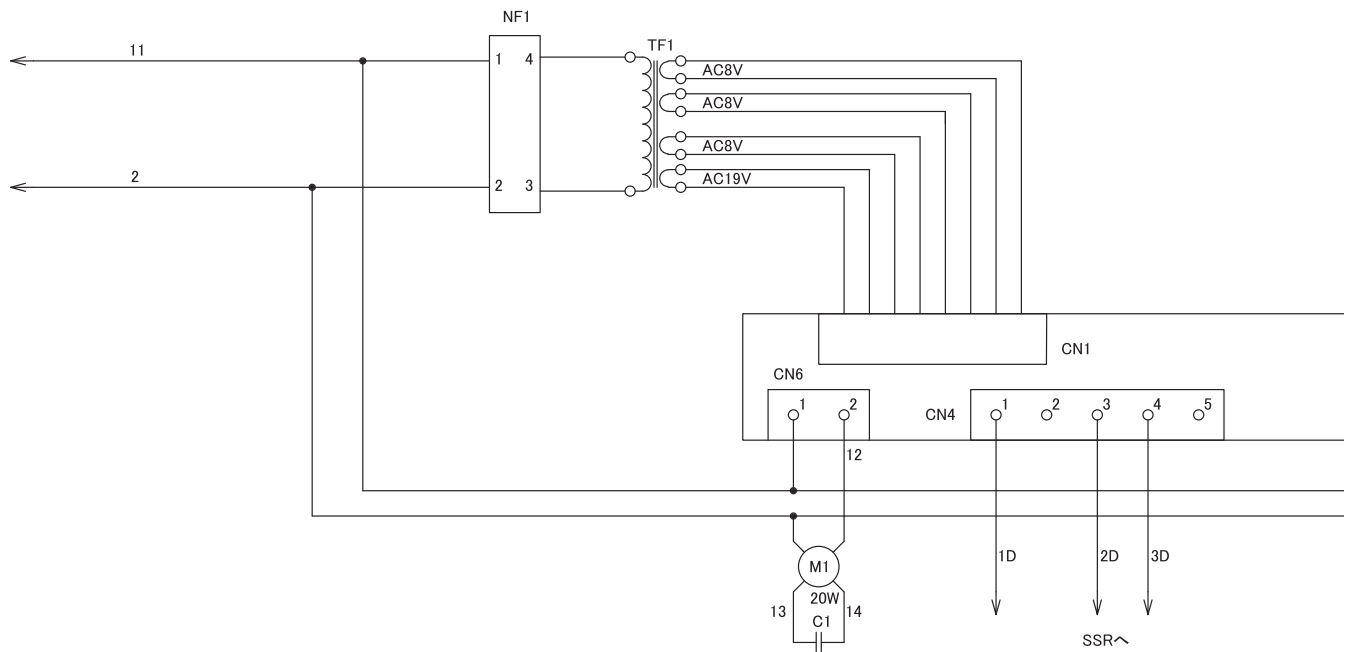 NF1
11
1 4
TF1
AC8V
AC8V
AC8V
2
2 3
AC19V
CN1
CN6
1 2
CN4
1 2 3 4 5
12
1D 2D 3D
M1
20W
13 14
C1
SSRへ